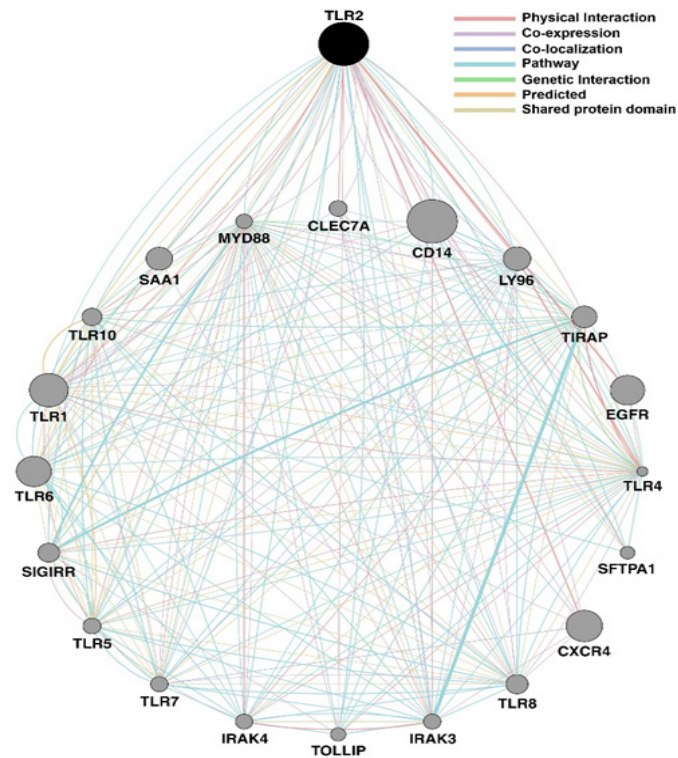 TLR2
Physical Interaction
Co-expression
Co-localization
Pathway
Genetic Interaction
Predicted
Shared protein domain
CLEC7A
MYD88
CD14
SAA1
LY96
TLR10
TIRAP
TLR1
EGFR
TLR6
TLR4
SIGIRR
SFTPA1
TLR5
CXCR4
TLR7
TLR8
IRAK4
TOLLIP
IRAK3